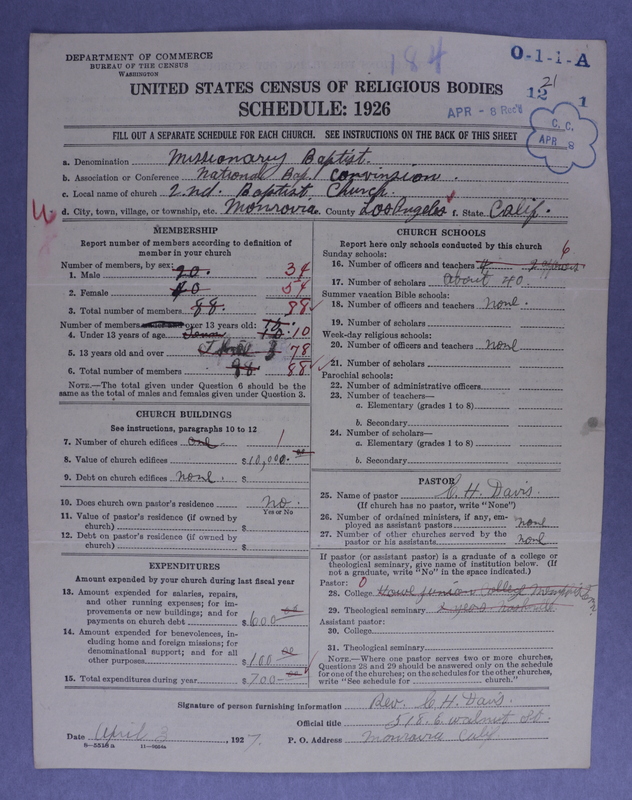 184
O-1-i-A
DEPARTMENT OF COMMERCE
BUREAU OF THE CENSUS
WASHINGTON
21
12 1
UNITED STATES CENSUS OF RELIGIOUS BODIES
SCHEDULE: 1926
APR - 8 Rec'd
C. C.
APR 8
FILL OUT A SEPARATE SCHEDULE FOR EACH CHURCH. SEE INSTRUCTIONS ON THE BACK OF THIS SHEET
a. Denomination Missionary Baptist.
b. Association or Conference National Bap. Convinsion.
c. Local name of church 2.nd. Baptist Church.
d. City, town, village, or township, etc. Monrovia. County Los Angeles f. State Calif.
MEMBERSHIP
Report number of members according to definition of
member in your church
Number of members, by sex:
1. Male 20. 34
2. Female 40 54
3. Total number of members 88. 88
Number of members over 13 years old:
4. Under 13 years of age 10
5. 13 years old and over 78
6. Total number of members 88. 88
NOTE.—The total given under Question 6 should be
same as the total of males and females given under Question 3.
CHURCH BUILDINGS
See instructions, paragraphs 10 to 12
7. Number of church edifices one 1
8. Value of church edifices $10,000.00
9. Debt on church edifices none. $
10. Does church own pastor's residence no.
Yes or No
11. Value of pastor's residence (if owned by
church) $
12. Debt on pastor's residence (if owned by
church) $
EXPENDITURES
Amount expended by your church during last fiscal year
13. Amount expended for salaries, repairs,
and other running expenses; for im-
provements or new buildings; and for
payments on church debt $600.00
14. Amount expended for benevolences, in-
cluding home and foreign missions; for
denominational support; and for all
other purposes $100.00
15. Total expenditures during year $700.00
CHURCH SCHOOLS
Report here only schools conducted by this church
Sunday schools: 6
16. Number of officers and teachers
17. Number of scholars About 40.
Summer vacation Bible schools:
18. Number of officers and teachers none.
19. Number of scholars
Week-day religious schools:
20. Number of officers and teachers none
21. Number of scholars
Parochial schools:
22. Number of administrative officers
23. Number of teachers—
a. Elementary (grades 1 to 8)
b. Secondary
24. Number of scholars—
a. Elementary (grades 1 to 8)
b. Secondary
PASTOR
25. Name of pastor C. H. Davis.
(If church has no pastor, write "None")
26. Number of ordained ministers, if any, em-
ployed as assistant pastors none
27. Number of other churches served by the
pastor or his assistants none
If pastor (or assistant pastor) is a graduate of a college or
theological seminary, give name of institution below. (If
not a graduate, write "No" in the space indicated.)
Pastor: 0
28. College Howe Junior College Memphis Tenn.
29. Theological seminary 2 years
Assistant pastor:
30. College
31. Theological seminary
NOTE.—Where one pastor serves two or more churches,
Questions 28 and 29 should be answered only on the schedule
for one of the churches; on the schedules for the other churches,
write "See schedule for church."
Signature of person furnishing information Rev. C. H. Davis.
Official title 518. E. Walnut St.
Date April 3, 1927. P. O. Address Monrovia Calif.
8-5518 B